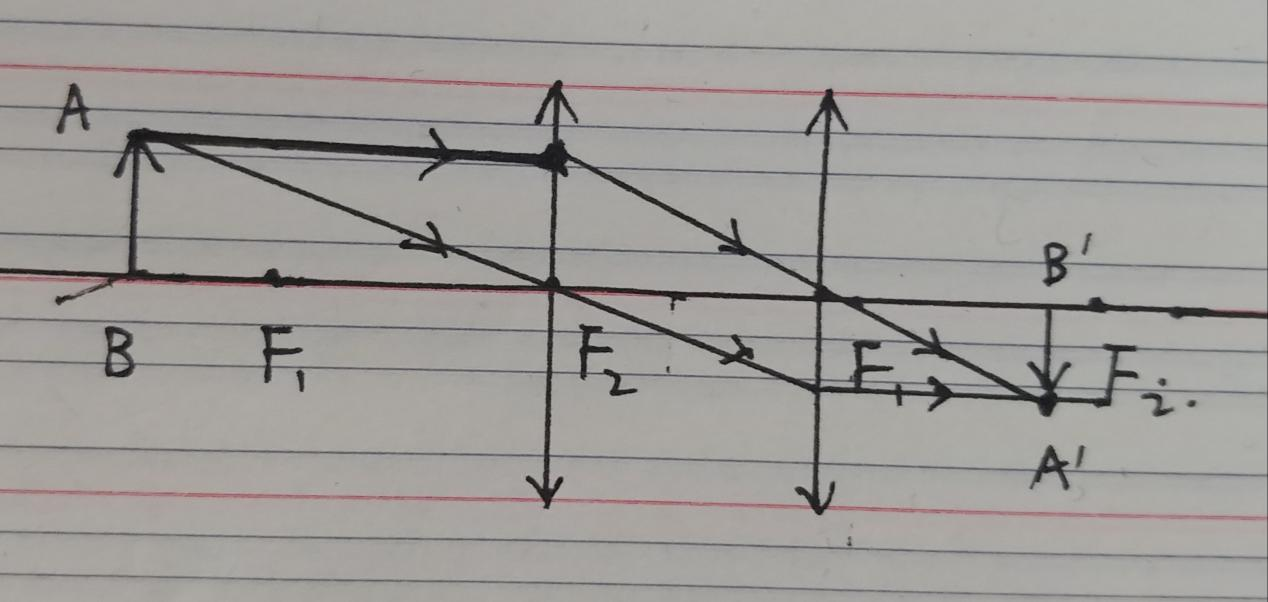 A
B'
B F₁ F₂ F₁ F₂.
A'